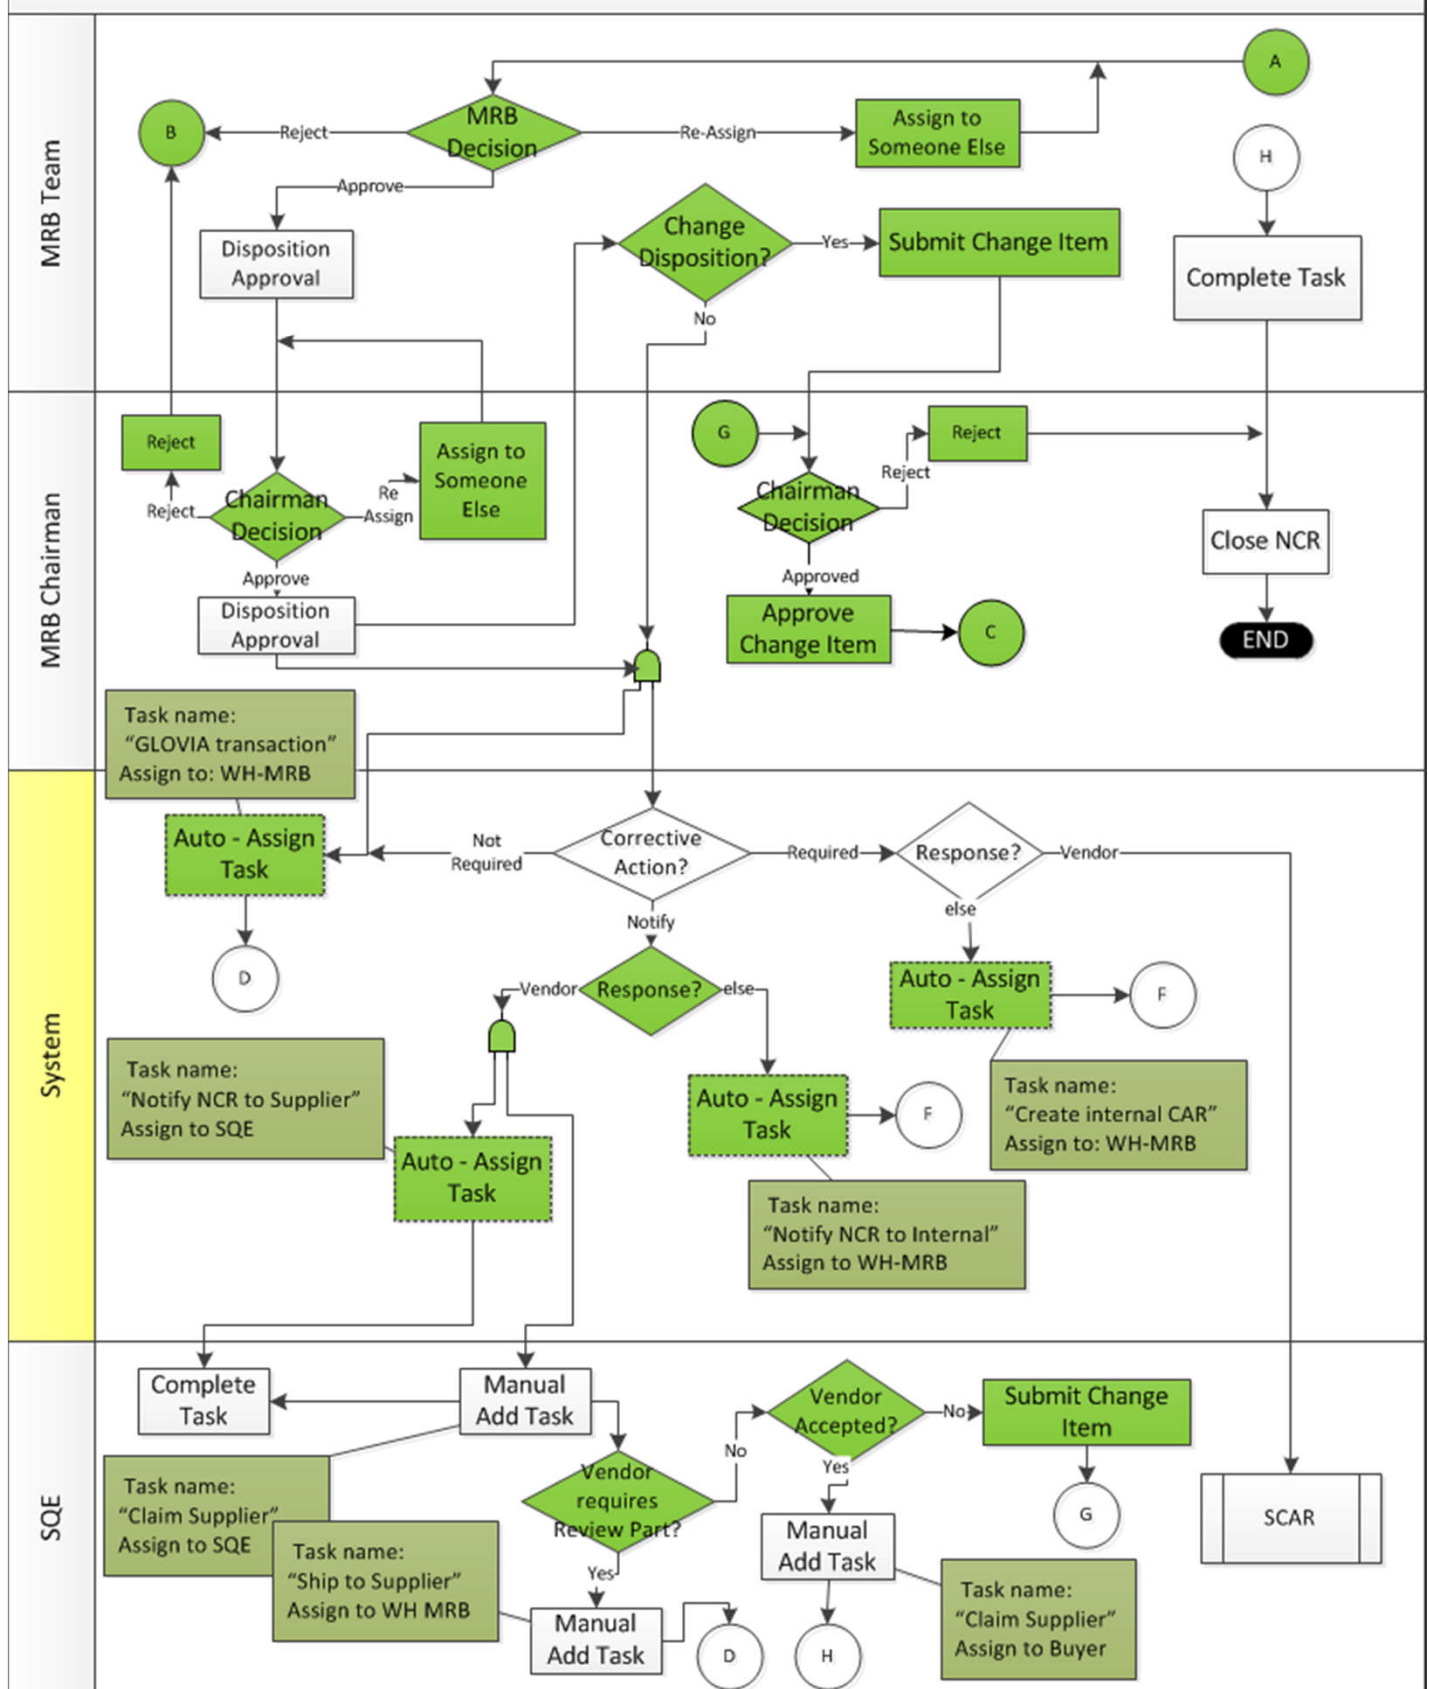 MRB Team
A
B
Reject
MRB
Decision
Re-Assign
Assign to
Someone Else
H
Approve
Disposition
Approval
Change
Disposition?
Yes
Submit Change Item
Complete Task
No
MRB Chairman
Reject
Assign to
Someone
Else
G
Reject
Reject
Chairman
Decision
Re
Assign
Reject
Chairman
Decision
Close NCR
Approve
Approved
Disposition
Approval
Approve
Change Item
C
END
Task name:
“GLOVIA transaction”
Assign to: WH-MRB
System
Auto - Assign
Task
Not
Required
Corrective
Action?
Required
Response?
Vendor
else
Notify
D
Vendor
Response?
else
Auto - Assign
Task
F
Task name:
“Notify NCR to Supplier”
Assign to SQE
Auto - Assign
Task
F
Task name:
“Create internal CAR”
Assign to: WH-MRB
Auto - Assign
Task
Task name:
“Notify NCR to Internal”
Assign to WH-MRB
SQE
Complete
Task
Manual
Add Task
Vendor
Accepted?
No
Submit Change
Item
No
Yes
Vendor
requires
Review Part?
Task name:
“Claim Supplier”
Assign to SQE
Task name:
“Ship to Supplier”
Assign to WH MRB
Yes
Manual
Add Task
D
Manual
Add Task
H
G
SCAR
Task name:
“Claim Supplier”
Assign to Buyer